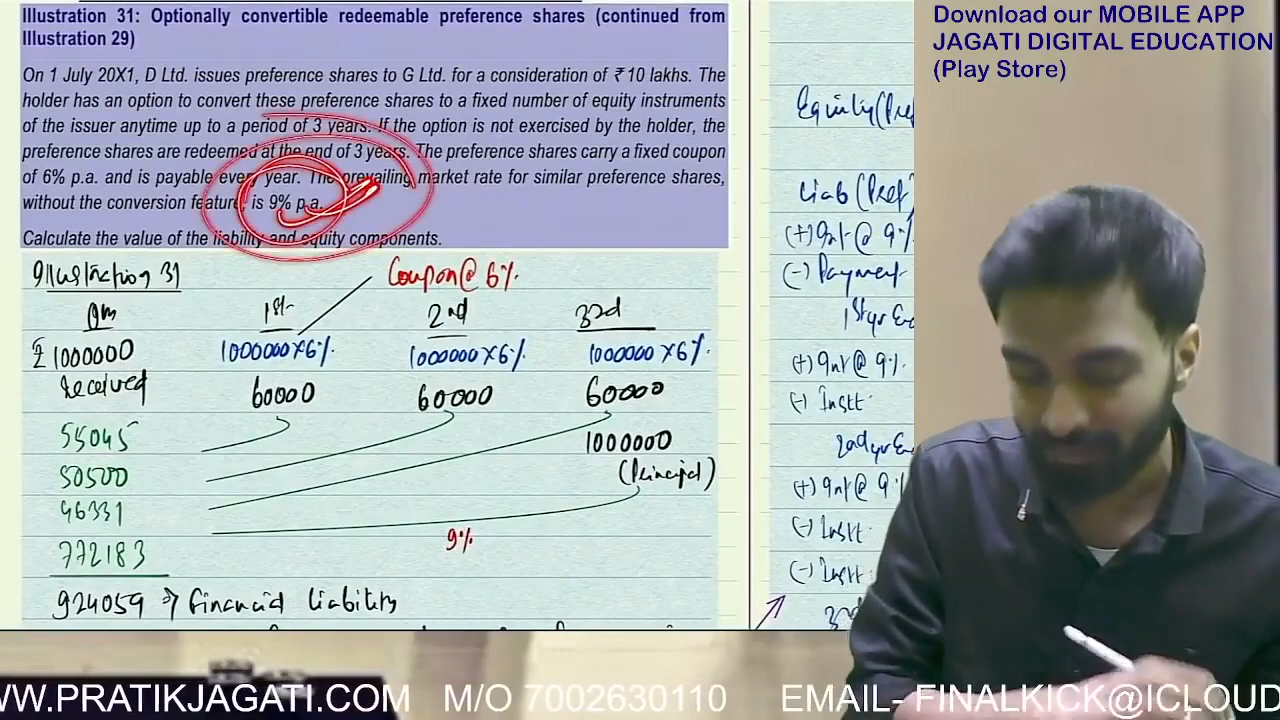 Illustration 31: Optionally convertible redeemable preference shares (continued from
Illustration 29)
On 1 July 20X1, D Ltd. issues preference shares to G Ltd. for a consideration of ₹ 10 lakhs. The
holder has an option to convert these preference shares to a fixed number of equity instruments
of the issuer anytime up to a period of 3 years. If the option is not exercised by the holder, the
preference shares are redeemed at the end of 3 years. The preference shares carry a fixed coupon
of 6% p.a. and is payable every year. The prevailing market rate for similar preference shares,
without the conversion feature, is 9% p.a.
Calculate the value of the liability and equity components.
Illustration 31
Coupon@ 6%
1st 2nd 3rd
1000000 1000000×6% 1000000×6% 1000000×6%
Received 60000 60000 60000
55045 1000000
50500 (Principal)
46331
772183 9%
924059 ⇒ financial liability
Equity(Pref
Liab (Pref)
(+) Int @ 9%
(-) Payment
1st yr En
(+) Int @ 9%
(-) Instt
2nd yr En
(+) Int @ 9%
(-) Instt
(-) Instt
Download our MOBILE APP
JAGATI DIGITAL EDUCATION
(Play Store)
WW.PRATIKJAGATI.COM M/O 7002630110 EMAIL- FINALKICK@ICLOUD